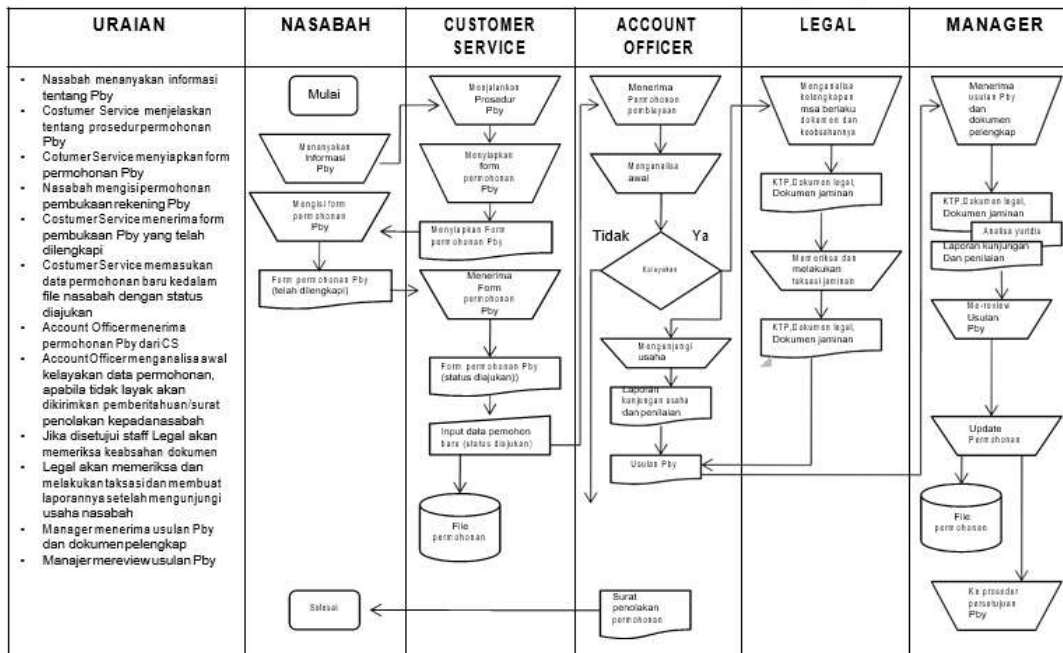 URAIAN
NASABAH
CUSTOMER
SERVICE
ACCOUNT
OFFICER
LEGAL
MANAGER
- Nasabah menanyakan informasi
tentang Pby
- Costumer Service menjelaskan
tentang prosedur permohonan
Pby
- Cotumer Service menyiapkan form
permohonan Pby
- Nasabah mengisi permohonan
pembukaan rekening Pby
- Costumer Service menerima form
pembukaan Pby yang telah
dilengkapi
- Costumer Service memasukan
data permohonan baru kedalam
file nasabah dengan status
diajukan
- Account Officer menerima
permohonan Pby dari CS
- Account Officer menganalisa awal
kelayakan data permohonan,
apabila tidak layak akan
dikirimkan pemberitahuan/surat
penolakan kepada nasabah
- Jika disetujui staff Legal akan
memeriksa keabsahan dokumen
- Legal akan memeriksa dan
melakukan taksasi dan membuat
laporannya setelah mengunjungi
usaha nasabah
- Manager menerima usulan Pby
dan dokumen pelengkap
- Manajer mereview usulan Pby
Mulai
Menanyakan
Informasi
Pby
Mengisi form
permohonan
Pby
Form permohonan Pby
(telah dilengkapi)
Selesai
Menjalankan
Prosedur
Pby
Menyiapkan
form
permohonan
Pby
Menyiapkan Form
permohonan Pby
Menerima
Form
permohonan
Pby
Form permohonan Pby
(status diajukan))
Input data pemohon
baru (status diajukan)
File
permohonan
Menerima
Permohonan
pembiayaan
Menganalisa
awal
Tidak
Ya
Kelayakan
Mengunjungi
usaha
Laporan
kunjungan usaha
dan penilaian
Usulan Pby
Surat
penolakan
permohonan
Menganalisa
kelengkapan
masa berlaku
dokumen dan
keabsahannya
KTP, Dokumen legal,
Dokumen jaminan
Memeriksa dan
melakukan
taksasi jaminan
KTP, Dokumen legal,
Dokumen jaminan
Menerima
usulan Pby
dan
dokumen
pelengkap
KTP, Dokumen legal,
Dokumen jaminan
Analisa yuridis
Laporan kunjungan
Dan penilaian
Me-review
Usulan
Pby
Update
Permohonan
File
permohonan
Ke prosedur
persetujuan
Pby